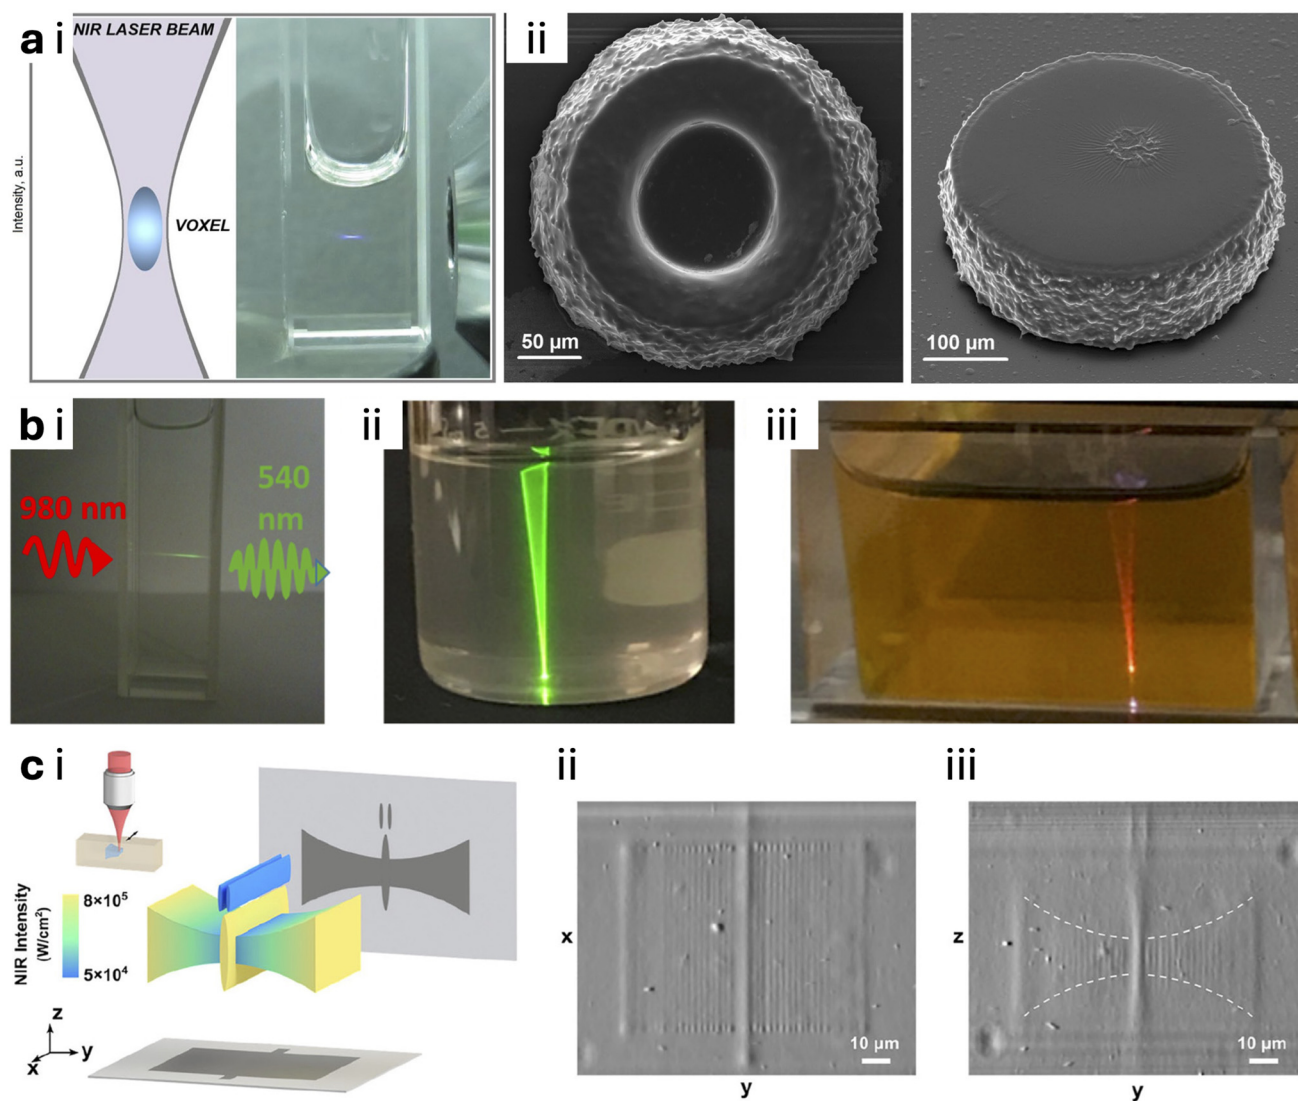 a i
NIR LASER BEAM
Intensity, a.u.
VOXEL
ii
50 µm
100 µm
b i
980 nm
540
nm
ii
iii
c i
NIR Intensity
(W/cm²)
8×10⁵
5×10⁴
z
y
x
ii
x
10 µm
y
iii
z
10 µm
y